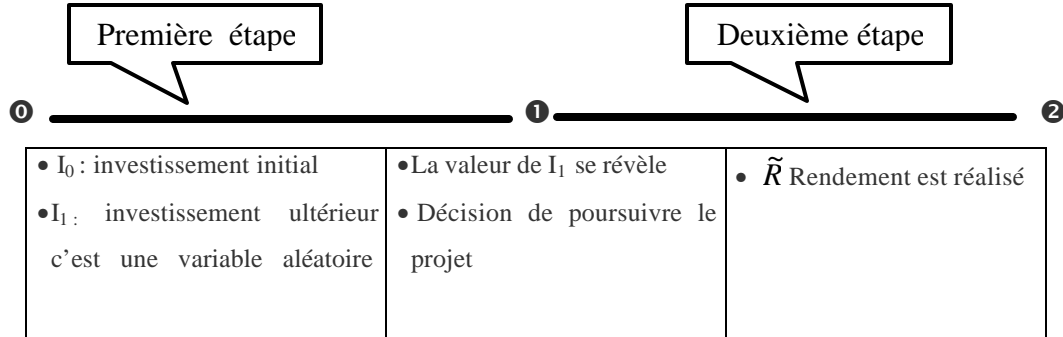 Première étape
Deuxième étape
⓿ ❶ ❷
• I₀ : investissement initial
•I₁ : investissement ultérieur
c'est une variable aléatoire
•La valeur de I₁ se révèle
• Décision de poursuivre le
projet
• R̃ Rendement est réalisé